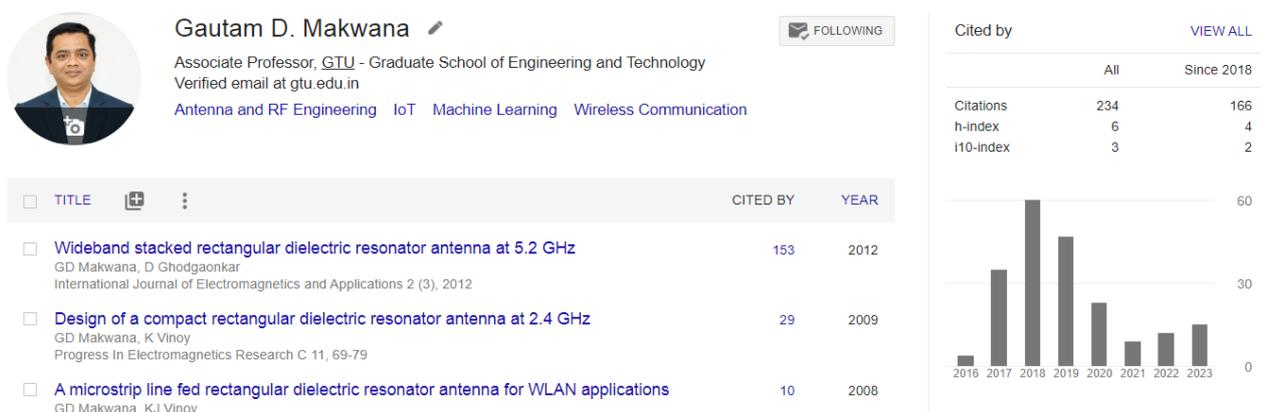 Gautam D. Makwana
FOLLOWING
Associate Professor, GTU - Graduate School of Engineering and Technology
Verified email at gtu.edu.in
Antenna and RF Engineering IoT Machine Learning Wireless Communication
TITLE CITED BY YEAR
Wideband stacked rectangular dielectric resonator antenna at 5.2 GHz 153 2012
GD Makwana, D Ghodgaonkar
International Journal of Electromagnetics and Applications 2 (3), 2012
Design of a compact rectangular dielectric resonator antenna at 2.4 GHz 29 2009
GD Makwana, K Vinoy
Progress In Electromagnetics Research C 11, 69-79
A microstrip line fed rectangular dielectric resonator antenna for WLAN applications 10 2008
GD Makwana, KJ Vinoy
Cited by VIEW ALL
All Since 2018
Citations 234 166
h-index 6 4
i10-index 3 2
60
30
0
2016 2017 2018 2019 2020 2021 2022 2023